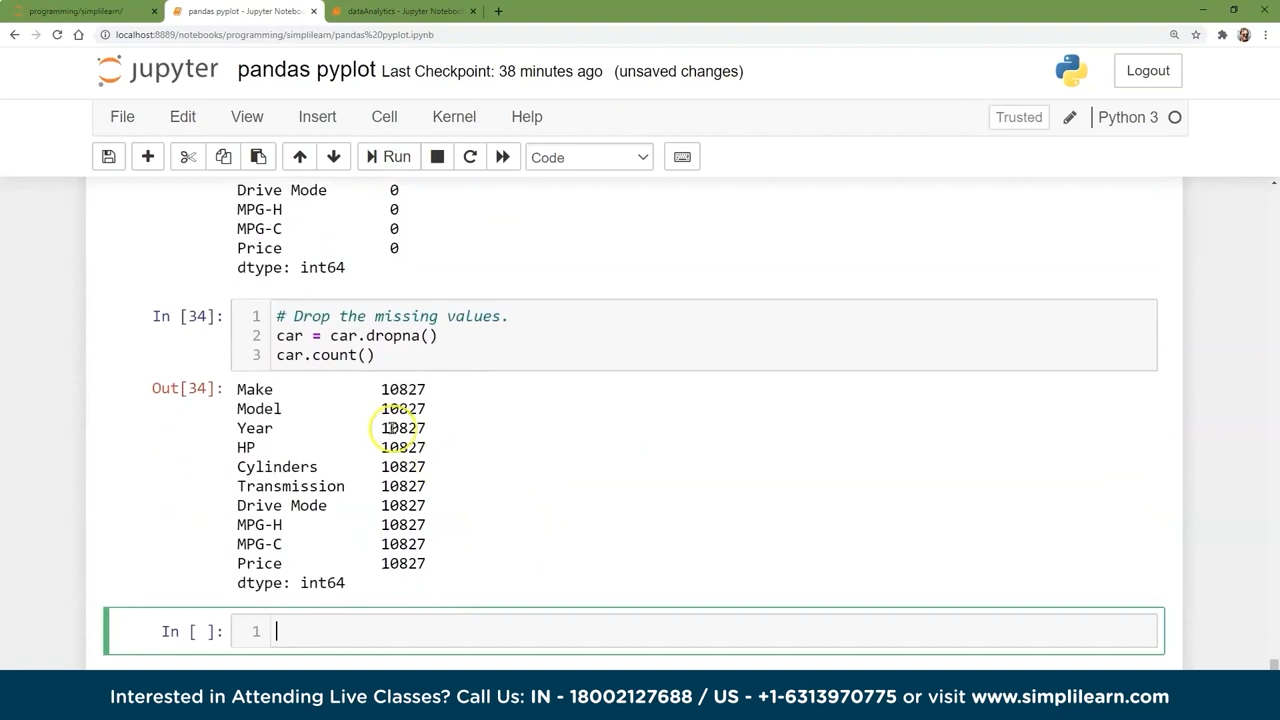 programming/simplilearn/
pandas pyplot - Jupyter Noteboo
dataAnalytics - Jupyter Notebook
localhost:8889/notebooks/programming/simplilearn/pandas%20pyplot.ipynb
jupyter pandas pyplot Last Checkpoint: 38 minutes ago (unsaved changes)
Logout
File Edit View Insert Cell Kernel Help
Trusted
Python 3
Run
Code
Drive Mode 0
MPG-H 0
MPG-C 0
Price 0
dtype: int64
In [34]:
1 # Drop the missing values.
2 car = car.dropna()
3 car.count()
Out[34]:
Make 10827
Model 10827
Year 10827
HP 10827
Cylinders 10827
Transmission 10827
Drive Mode 10827
MPG-H 10827
MPG-C 10827
Price 10827
dtype: int64
In [ ]:
1
Interested in Attending Live Classes? Call Us: IN - 18002127688 / US - +1-6313970775 or visit www.simplilearn.com